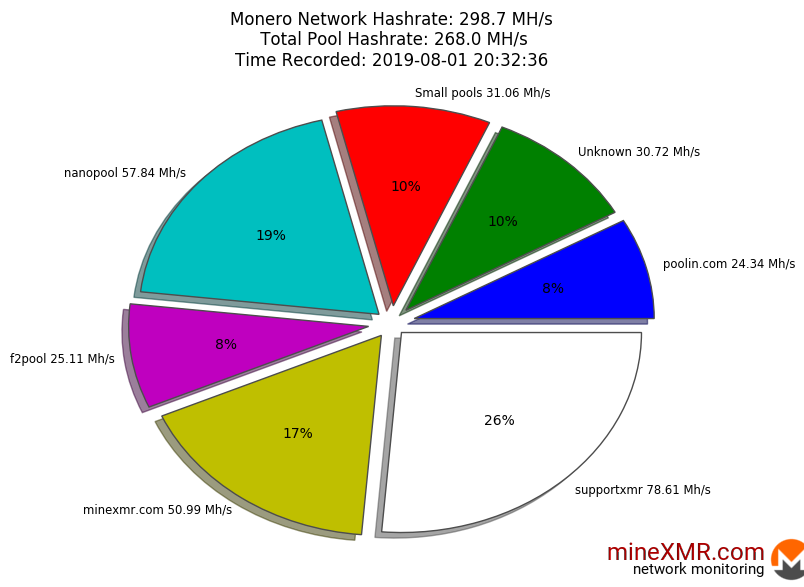 Monero Network Hashrate: 298.7 MH/s
Total Pool Hashrate: 268.0 MH/s
Time Recorded: 2019-08-01 20:32:36
Small pools 31.06 Mh/s
Unknown 30.72 Mh/s
nanopool 57.84 Mh/s
10%
10%
19%
poolin.com 24.34 Mh/s
8%
f2pool 25.11 Mh/s
8%
17%
26%
supportxmr 78.61 Mh/s
minexmr.com 50.99 Mh/s
mineXMR.com
network monitoring